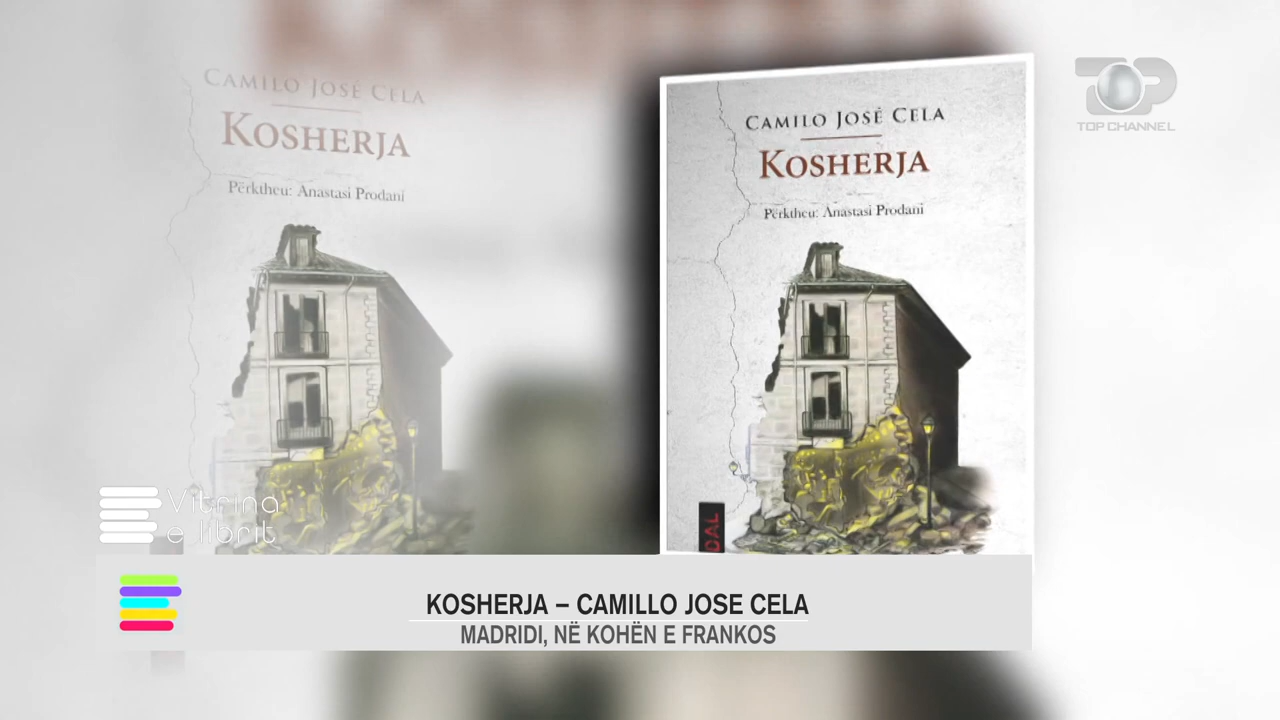 CAMILO JOSÉ CELA
KOSHERJA
Përktheu: Anastasi Prodani
CAMILO JOSÉ CELA
KOSHERJA
Përktheu: Anastasi Prodani
TOP CHANNEL
DAL
Vitrina
e librit
KOSHERJA – CAMILLO JOSE CELA
MADRIDI, NË KOHËN E FRANKOS